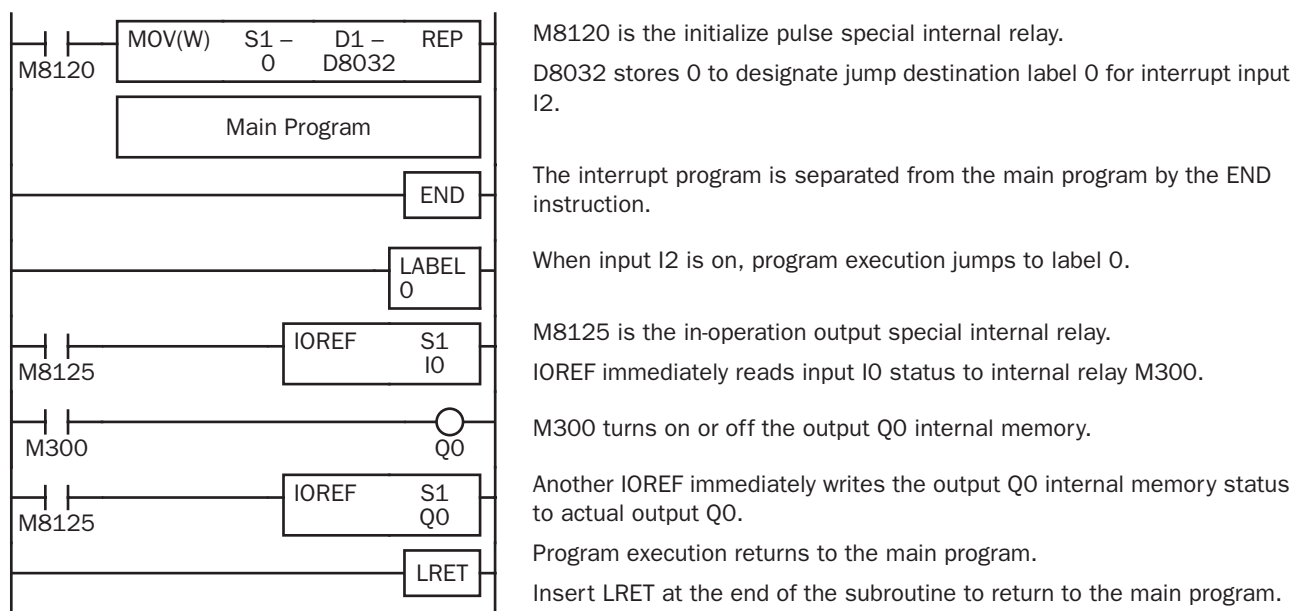 MOV(W) S1 – D1 – REP
0 D8032
M8120
M8120 is the initialize pulse special internal relay.
D8032 stores 0 to designate jump destination label 0 for interrupt input
I2.
Main Program
END
The interrupt program is separated from the main program by the END
instruction.
LABEL
0
When input I2 is on, program execution jumps to label 0.
IOREF S1
I0
M8125
M8125 is the in-operation output special internal relay.
IOREF immediately reads input I0 status to internal relay M300.
M300
Q0
M300 turns on or off the output Q0 internal memory.
IOREF S1
Q0
M8125
Another IOREF immediately writes the output Q0 internal memory status
to actual output Q0.
LRET
Program execution returns to the main program.
Insert LRET at the end of the subroutine to return to the main program.